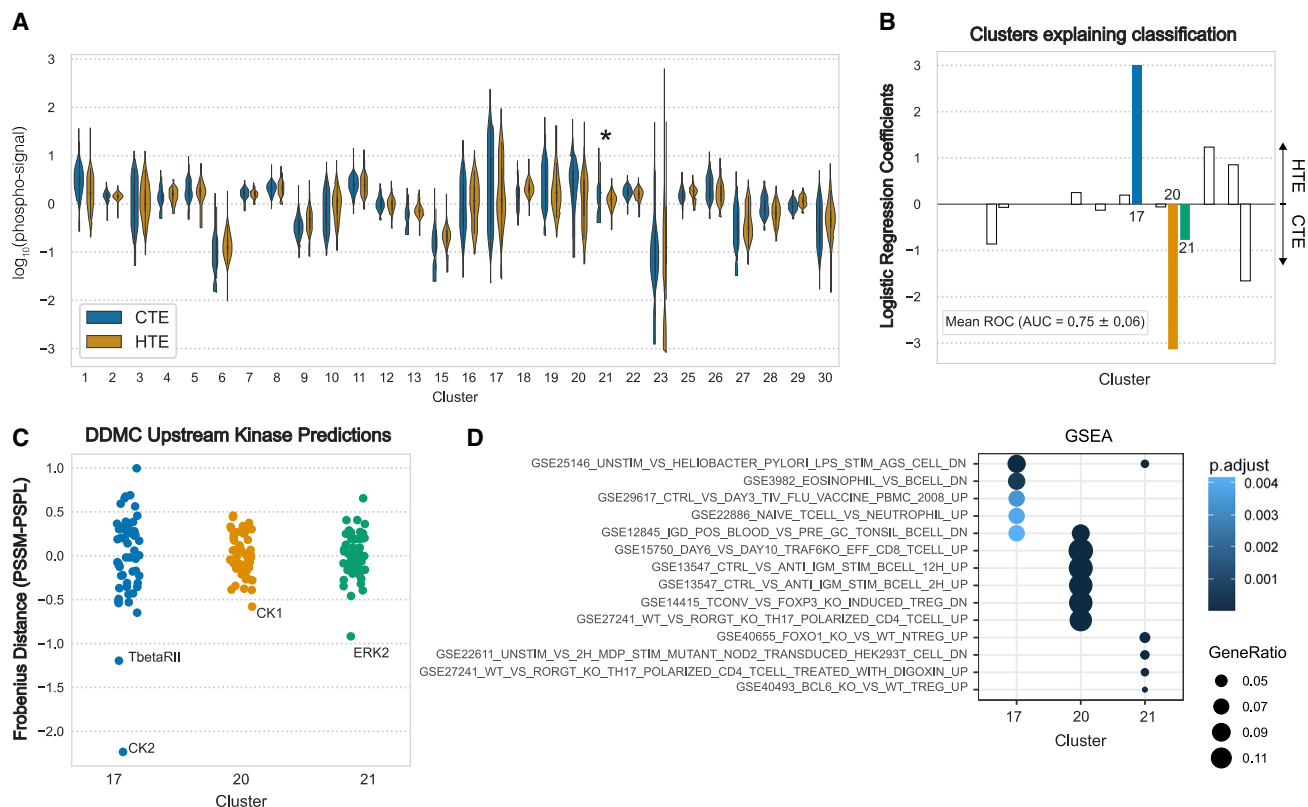 A
3
2
1
0
−1
−2
−3
log10(phospho-signal)
CTE
HTE
*
1 2 3 4 5 6 7 8 9 10 11 12 13 15 16 17 18 19 20 21 22 23 25 26 27 28 29 30
Cluster
B
Clusters explaining classification
3
2
1
0
−1
−2
−3
Logistic Regression Coefficients
17
20
21
HTE
CTE
Mean ROC (AUC = 0.75 ± 0.06)
Cluster
C
DDMC Upstream Kinase Predictions
1.0
0.5
0.0
−0.5
−1.0
−1.5
−2.0
Frobenius Distance (PSSM-PSPL)
CK1
ERK2
TbetaRII
CK2
17 20 21
Cluster
D
GSEA
GSE25146_UNSTIM_VS_HELIOBACTER_PYLORI_LPS_STIM_AGS_CELL_DN
GSE3982_EOSINOPHIL_VS_BCELL_DN
GSE29617_CTRL_VS_DAY3_TIV_FLU_VACCINE_PBMC_2008_UP
GSE22886_NAIVE_TCELL_VS_NEUTROPHIL_UP
GSE12845_IGD_POS_BLOOD_VS_PRE_GC_TONSIL_BCELL_DN
GSE15750_DAY6_VS_DAY10_TRAF6KO_EFF_CD8_TCELL_UP
GSE13547_CTRL_VS_ANTI_IGM_STIM_BCELL_12H_UP
GSE13547_CTRL_VS_ANTI_IGM_STIM_BCELL_2H_UP
GSE14415_TCONV_VS_FOXP3_KO_INDUCED_TREG_DN
GSE27241_WT_VS_RORGT_KO_TH17_POLARIZED_CD4_TCELL_UP
GSE40655_FOXO1_KO_VS_WT_NTREG_UP
GSE22611_UNSTIM_VS_2H_MDP_STIM_MUTANT_NOD2_TRANSDUCED_HEK293T_CELL_DN
GSE27241_WT_VS_RORGT_KO_TH17_POLARIZED_CD4_TCELL_TREATED_WITH_DIGOXIN_UP
GSE40493_BCL6_KO_VS_WT_TREG_UP
17 20 21
Cluster
p.adjust
0.004
0.003
0.002
0.001
GeneRatio
0.05
0.07
0.09
0.11